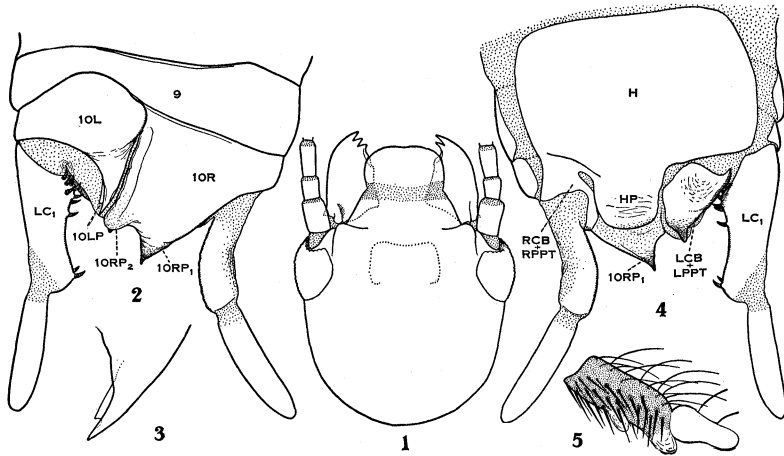 9
10L
10R
LC1
10LP
10RP2
10RP1
2
3
1
H
HP
RCB
+
RPPT
10RP1
LCB
+
LPPT
LC1
4
5